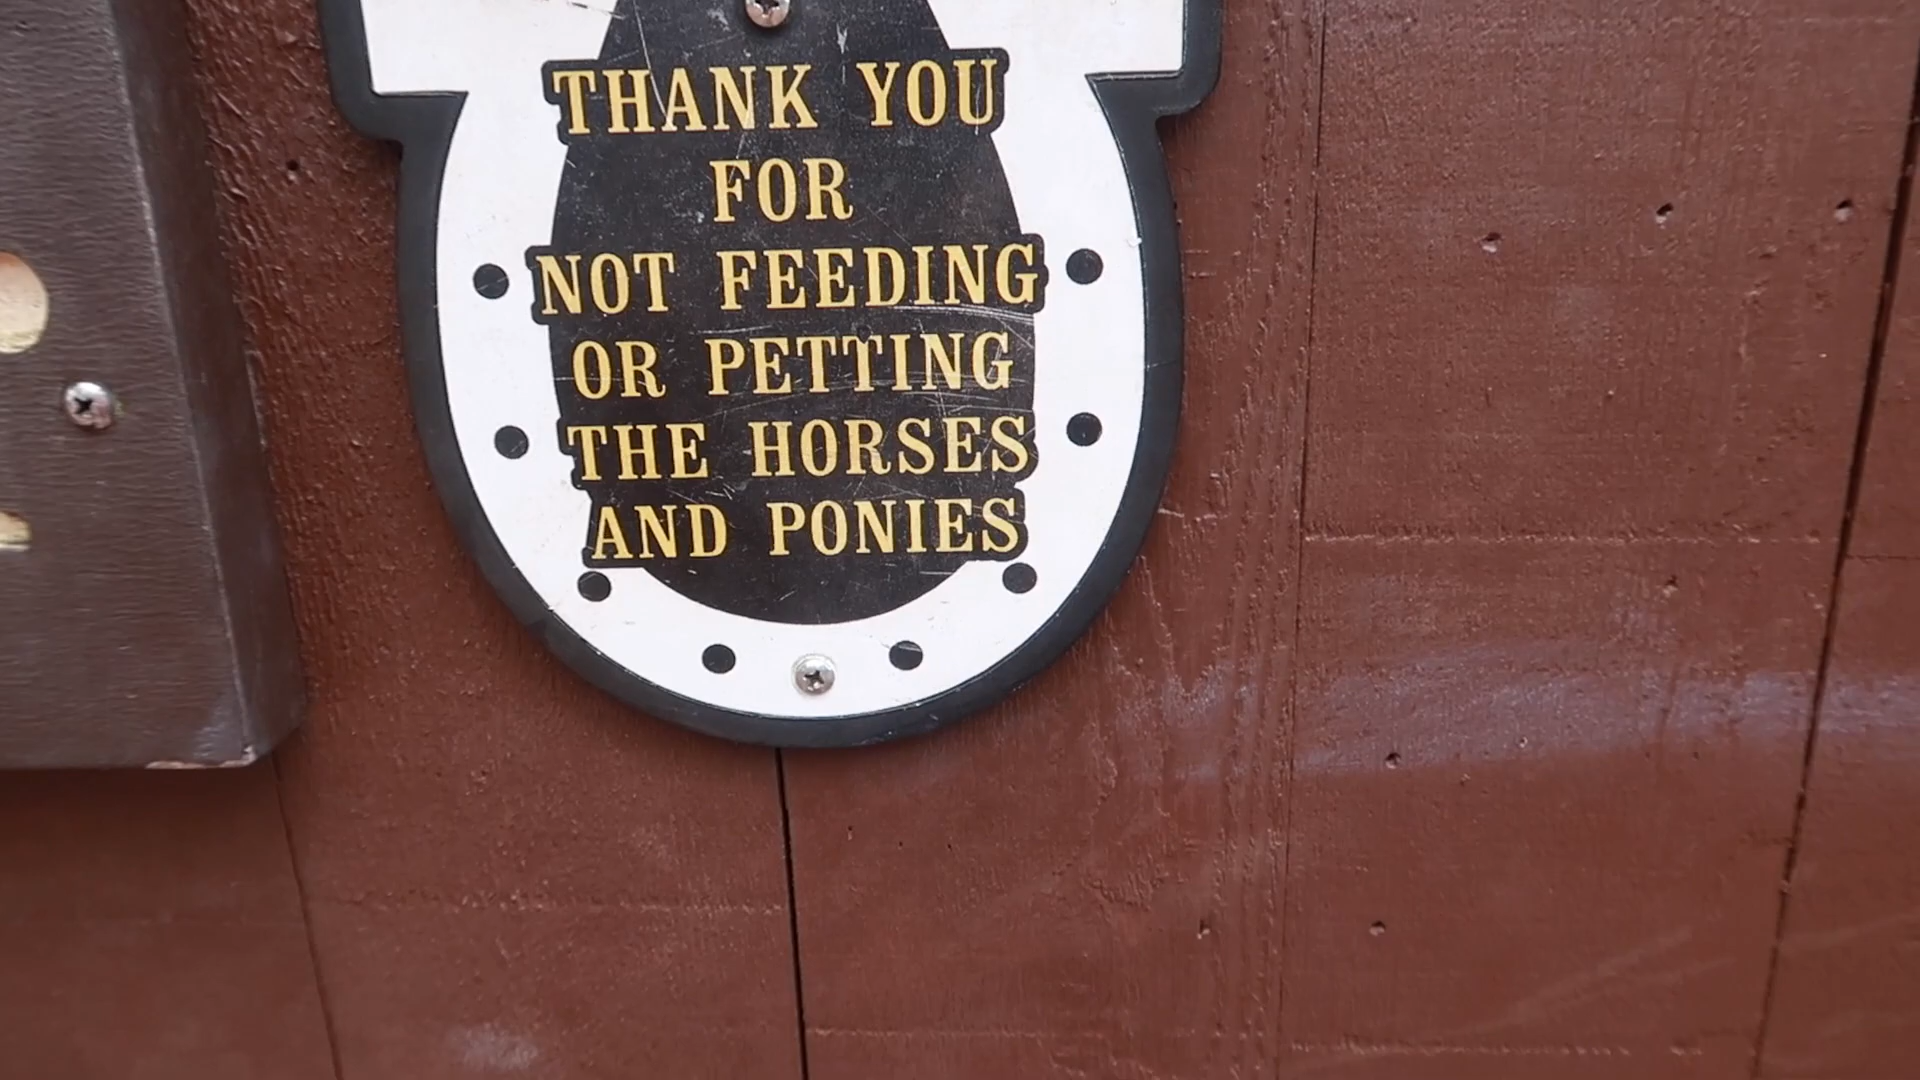 THANK YOU
FOR
NOT FEEDING
OR PETTING
THE HORSES
AND PONIES